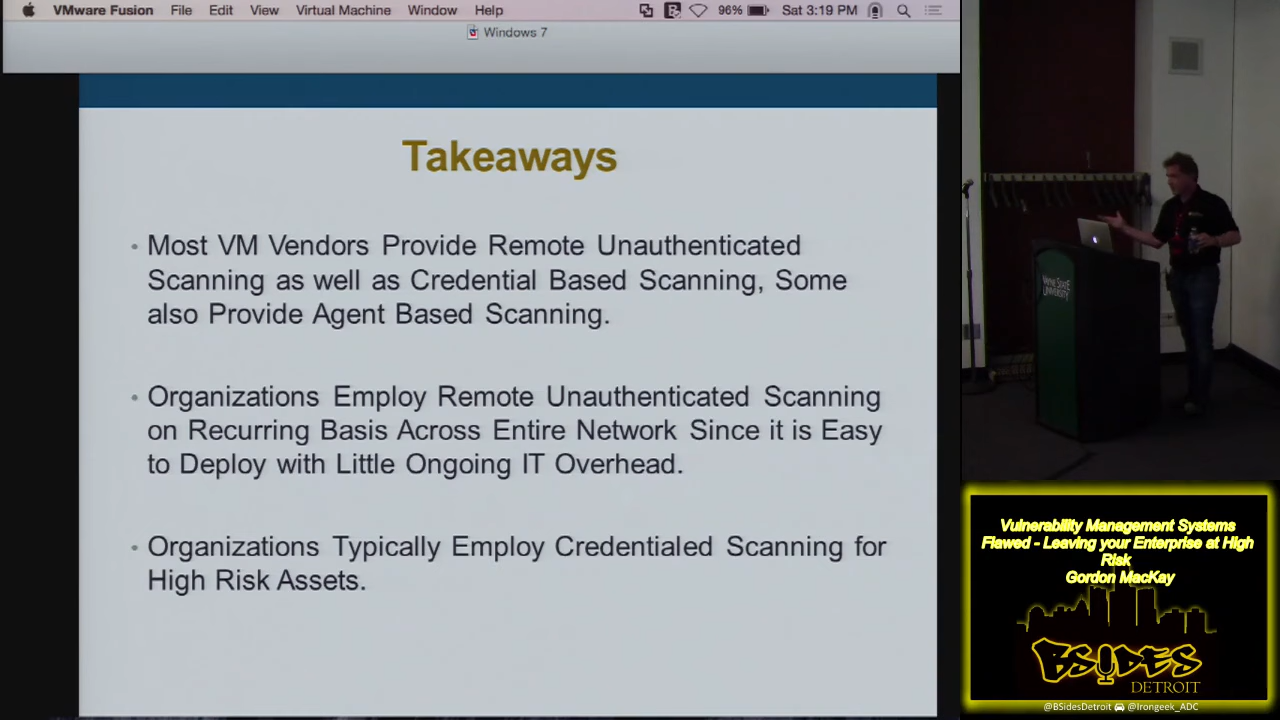 VMware Fusion File Edit View Virtual Machine Window Help 96% Sat 3:19 PM
Windows 7
Takeaways
• Most VM Vendors Provide Remote Unauthenticated
Scanning as well as Credential Based Scanning, Some
also Provide Agent Based Scanning.
• Organizations Employ Remote Unauthenticated Scanning
on Recurring Basis Across Entire Network Since it is Easy
to Deploy with Little Ongoing IT Overhead.
• Organizations Typically Employ Credentialed Scanning for
High Risk Assets.
WAYNE STATE
UNIVERSITY
Vulnerability Management Systems
Flawed - Leaving your Enterprise at High
Risk
Gordon MacKay
BSIDES
DETROIT
@BSidesDetroit @Irongeek_ADC